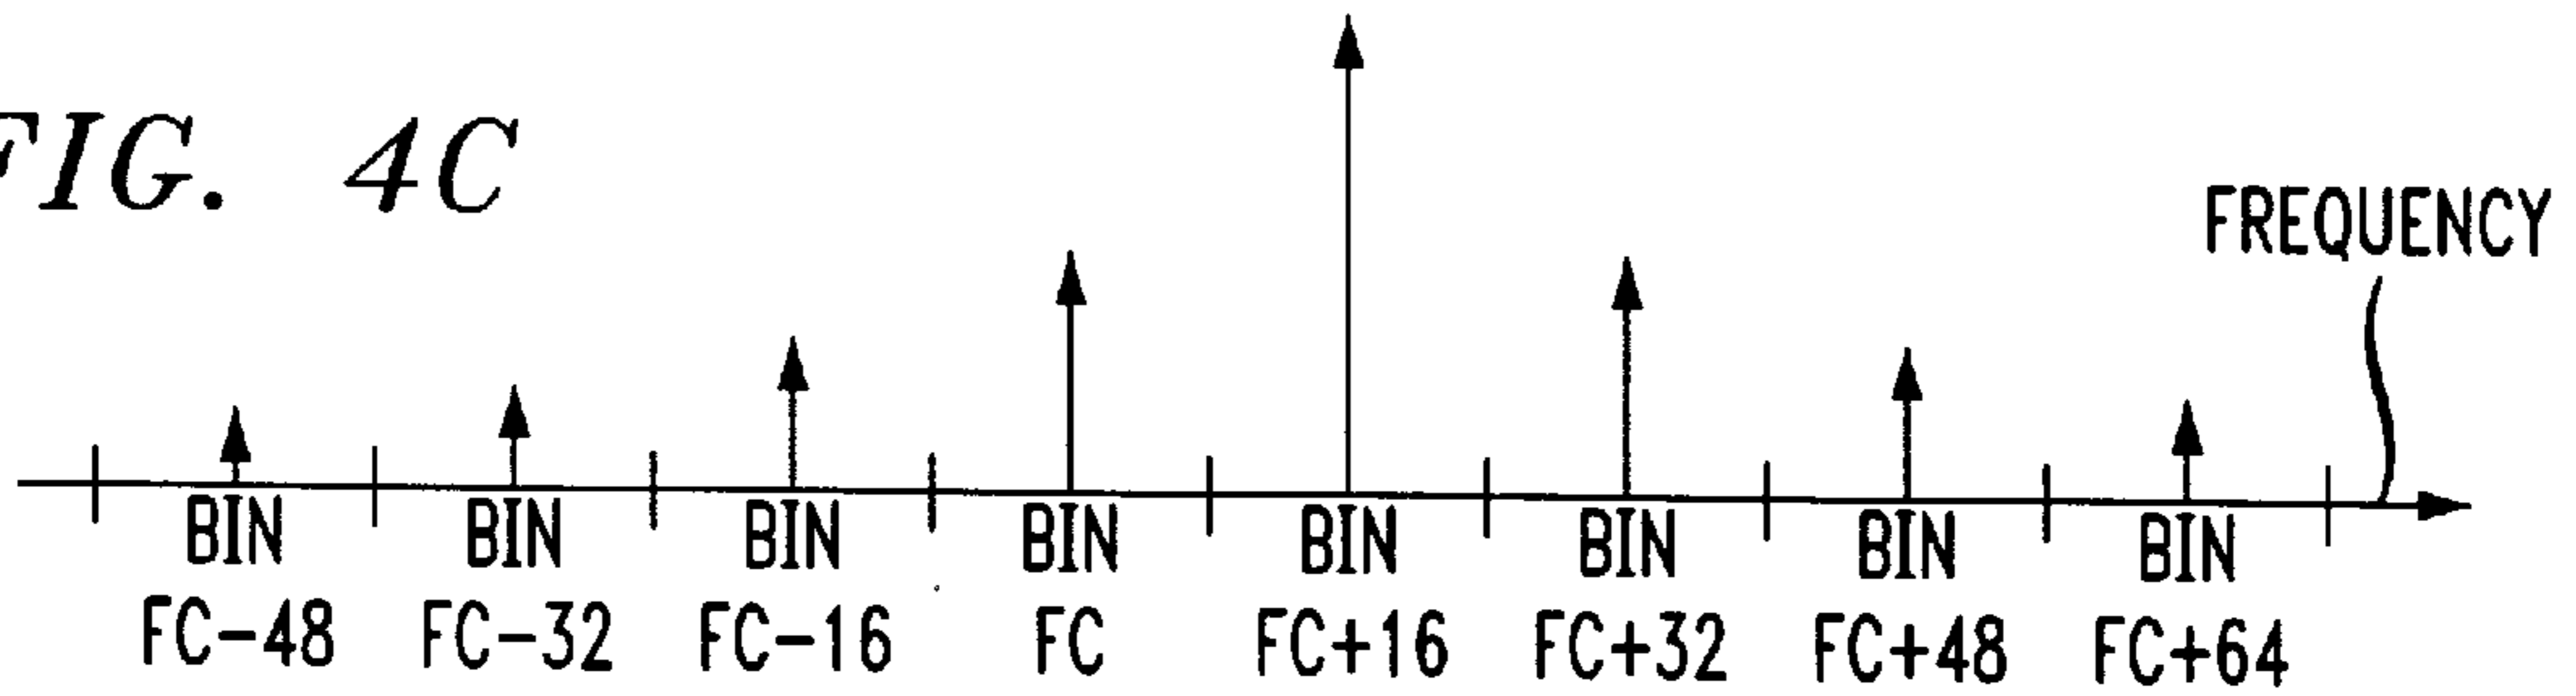 FIG. 4C
FREQUENCY
BIN BIN BIN BIN BIN BIN BIN BIN
FC-48 FC-32 FC-16 FC FC+16 FC+32 FC+48 FC+64